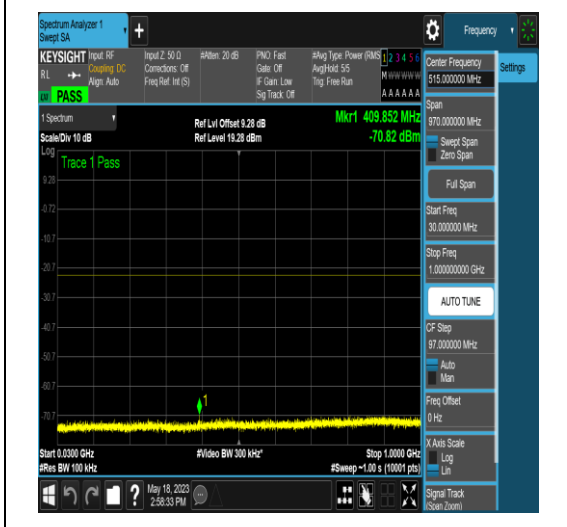 Spectrum Analyzer 1
Swept SA
+
Frequency
KEYSIGHT
RL
PASS
Input: RF
Coupling: DC
Align: Auto
Input Z: 50 Ω
Corrections: Off
Freq Ref: Int (S)
#Atten: 20 dB
PNO: Fast
Gate: Off
IF Gain: Low
Sig Track: Off
#Avg Type: Power (RMS)
Avg|Hold: 5/5
Trig: Free Run
1 2 3 4 5 6
M W W W W W
A A A A A A
Center Frequency
515.000000 MHz
Settings
Span
970.000000 MHz
Swept Span
Zero Span
Full Span
Start Freq
30.000000 MHz
Stop Freq
1.000000000 GHz
AUTO TUNE
CF Step
97.000000 MHz
Auto
Man
Freq Offset
0 Hz
X Axis Scale
Log
Lin
Signal Track
(Span Zoom)
1 Spectrum
Scale/Div 10 dB
Ref Lvl Offset 9.28 dB
Ref Level 19.28 dBm
Mkr1 409.852 MHz
-70.82 dBm
Log
Trace 1 Pass
9.28
-0.72
-10.7
-20.7
-30.7
-40.7
-50.7
-60.7
-70.7
1
Start 0.0300 GHz
#Res BW 100 kHz
#Video BW 300 kHz*
Stop 1.0000 GHz
#Sweep ~1.00 s (10001 pts)
?
May 18, 2023
2:58:33 PM